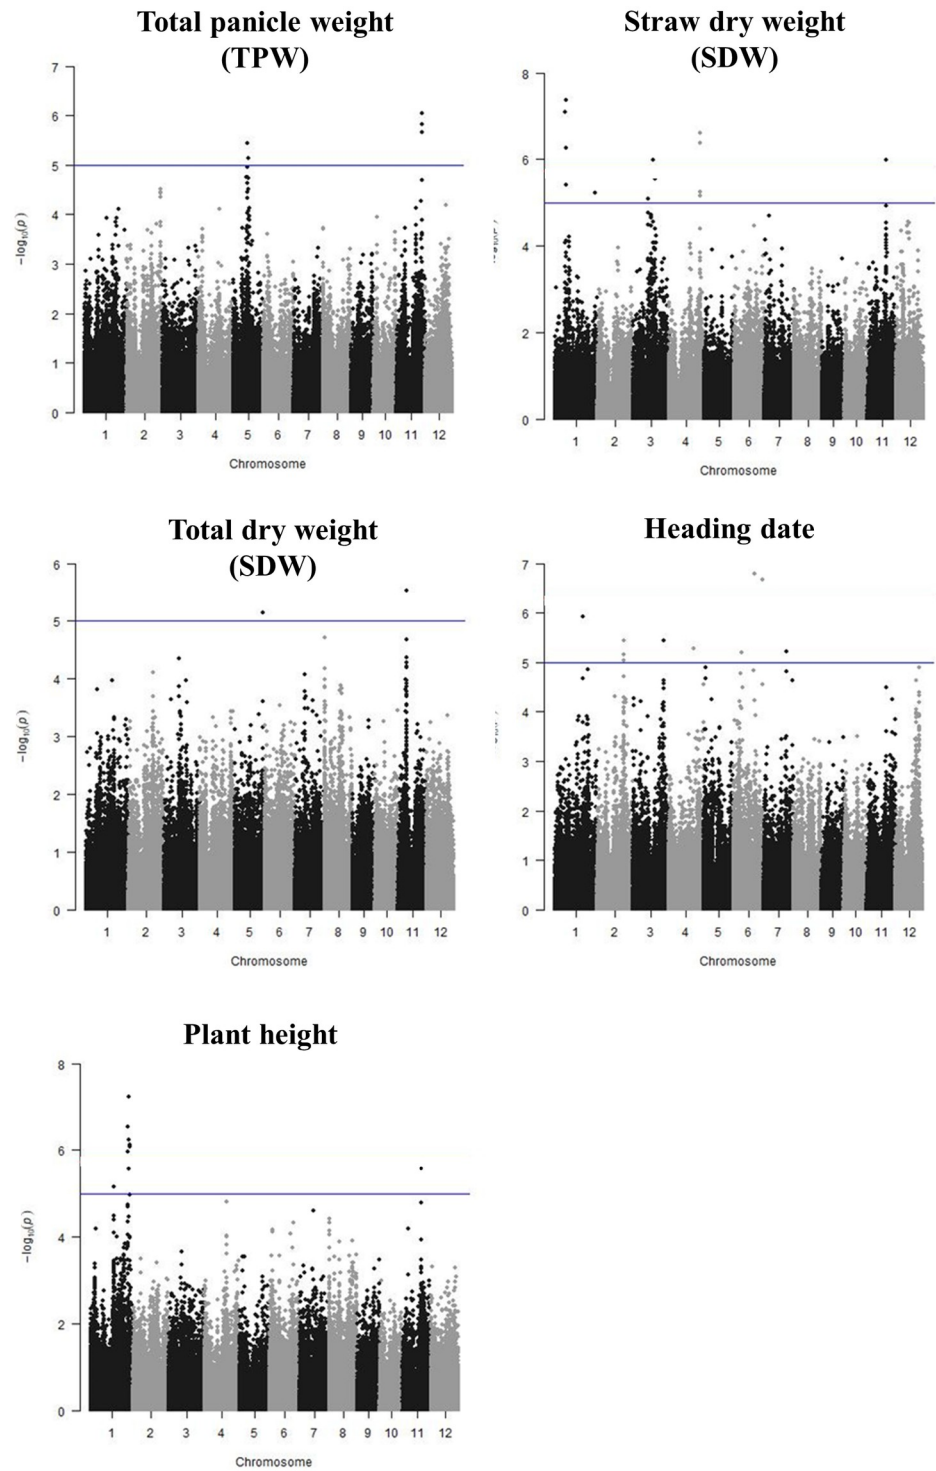 Total panicle weight
(TPW)
7
6
5
4
3
2
1
0
−log10(p)
1 2 3 4 5 6 7 8 9 10 11 12
Chromosome
Straw dry weight
(SDW)
8
6
4
2
0
1 2 3 4 5 6 7 8 9 10 11 12
Chromosome
Total dry weight
(SDW)
6
5
4
3
2
1
0
−log10(p)
1 2 3 4 5 6 7 8 9 10 11 12
Chromosome
Heading date
7
6
5
4
3
2
1
0
1 2 3 4 5 6 7 8 9 10 11 12
Chromosome
Plant height
8
6
4
2
0
−log10(p)
1 2 3 4 5 6 7 8 9 10 11 12
Chromosome